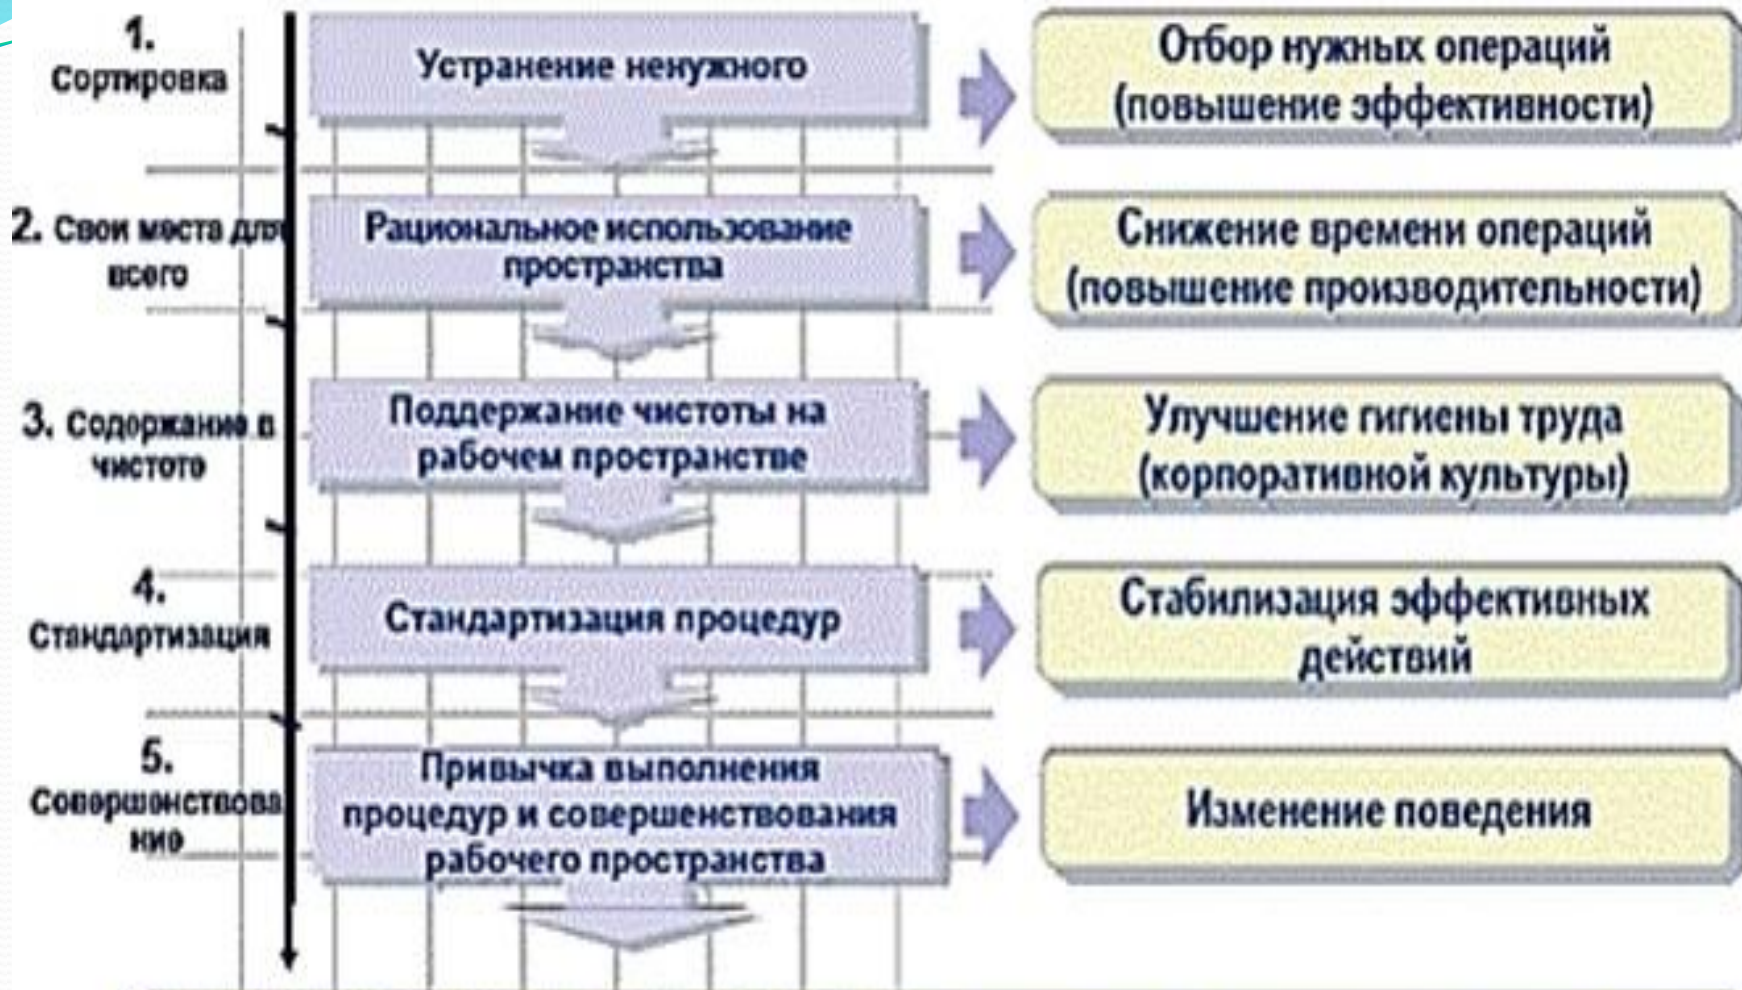 1.
Сортировка
Устранение ненужного
Отбор нужных операций
(повышение эффективности)
2. Свои места для
всего
Рациональное использование
пространства
Снижение времени операций
(повышение производительности)
3. Содержание в
чистоте
Поддержание чистоты на
рабочем пространстве
Улучшение гигиены труда
(корпоративной культуры)
4.
Стандартизация
Стандартизация процедур
Стабилизация эффективных
действий
5.
Совершенствова
ние
Привычка выполнения
процедур и совершенствования
рабочего пространства
Изменение поведения